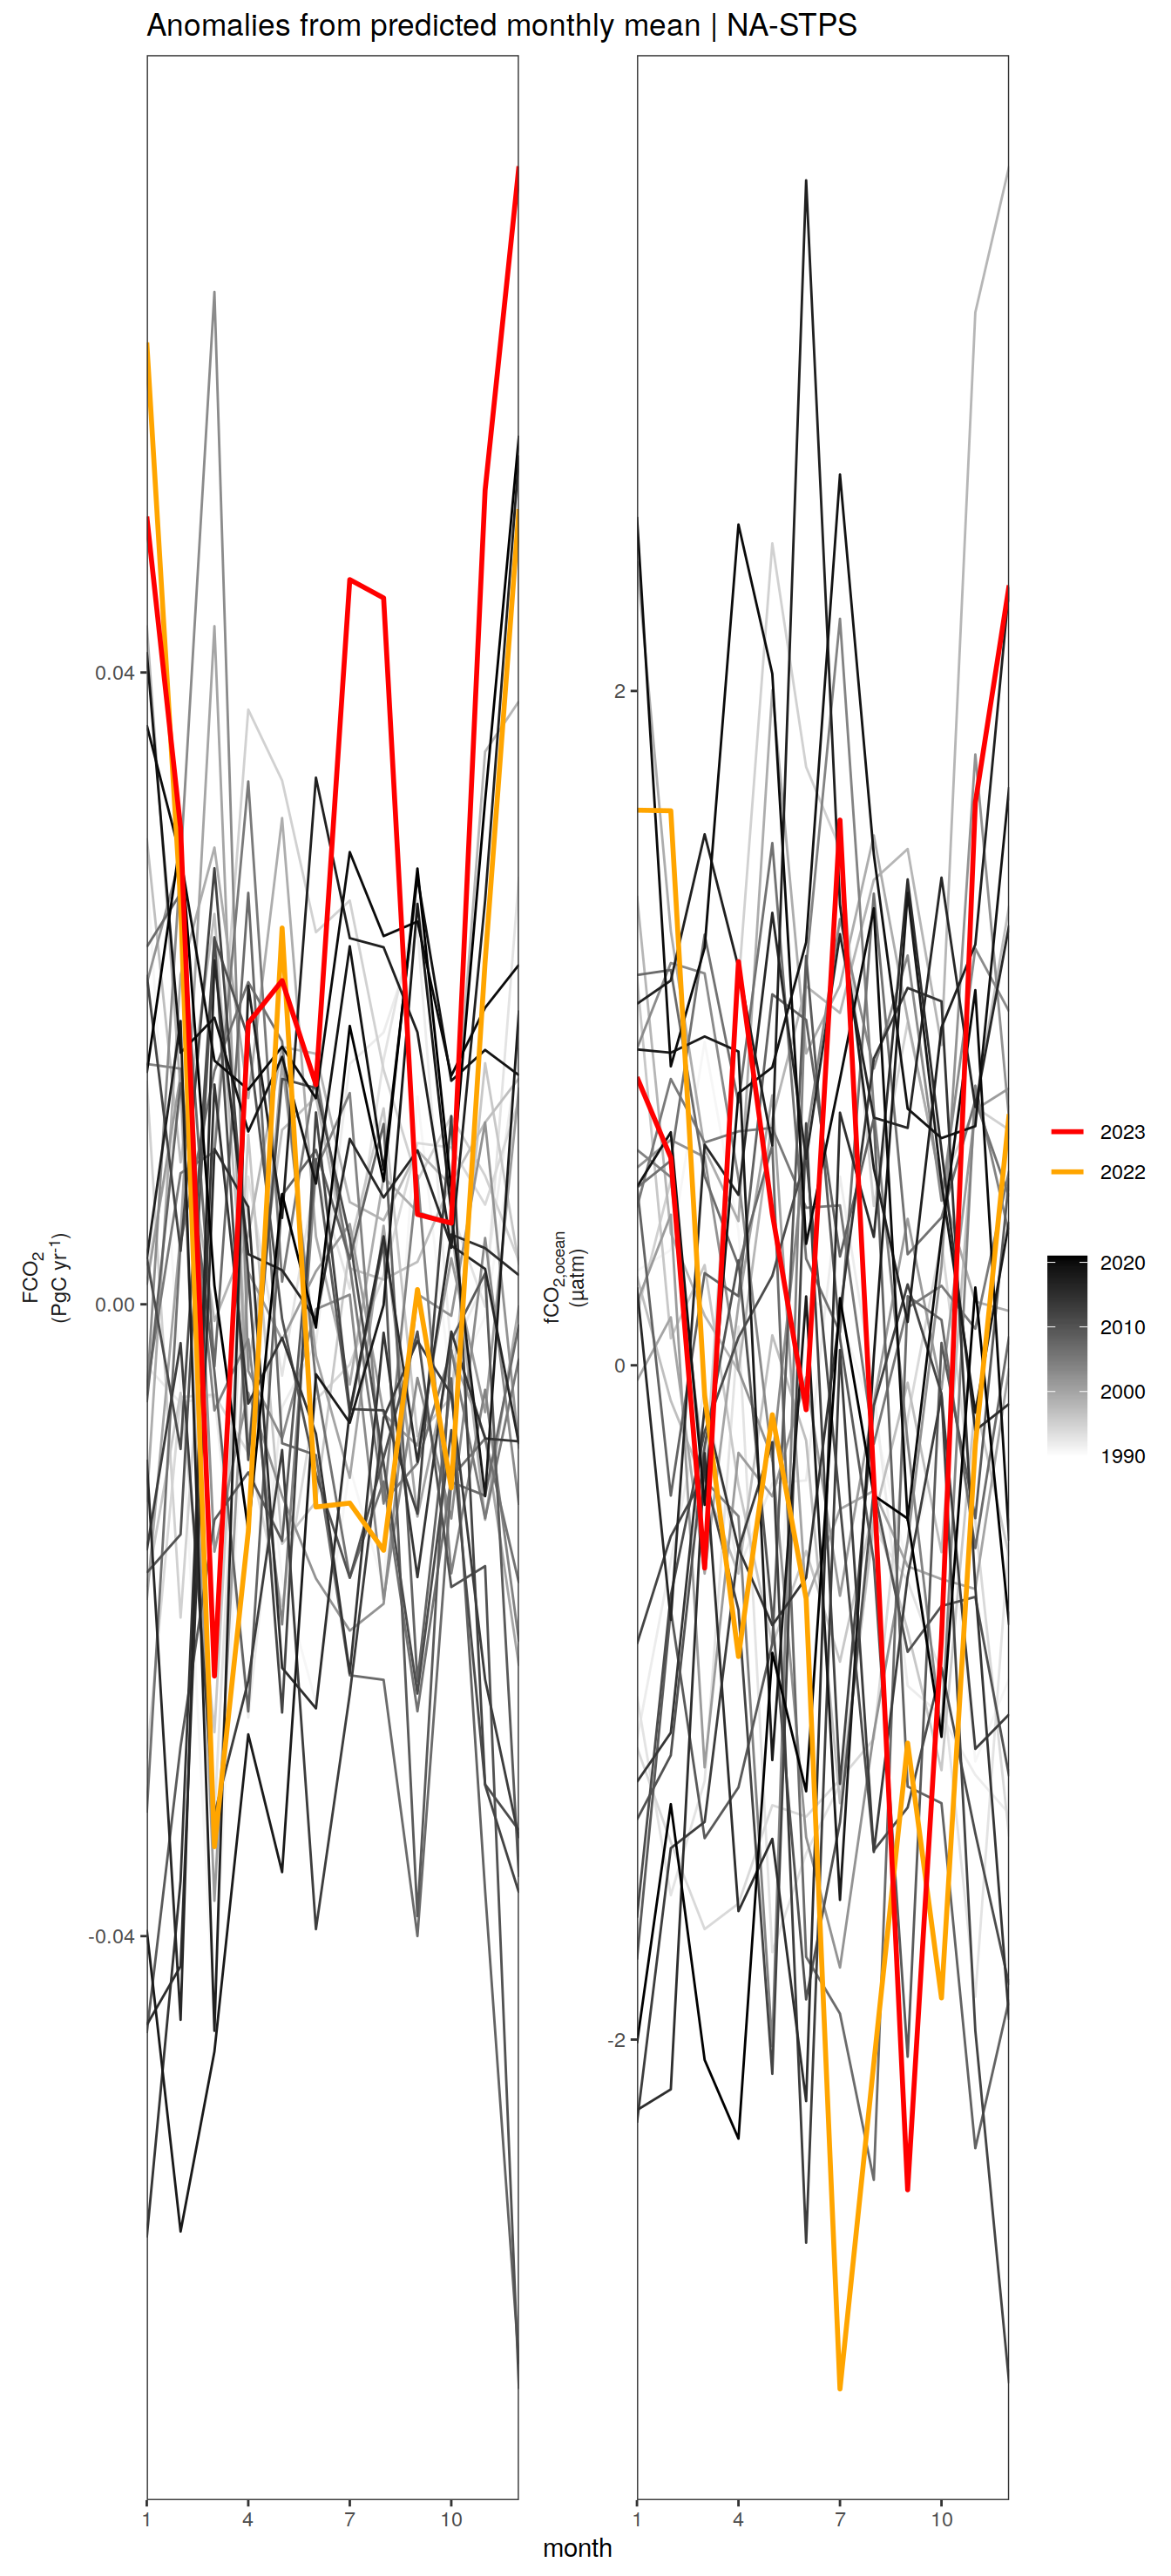 Anomalies from predicted monthly mean | NA-STPS
FCO₂
(PgC yr⁻¹)
0.04
0.00
-0.04
1 4 7 10
fCO₂,ocean
(µatm)
2
0
-2
1 4 7 10
month
2023
2022
2020
2010
2000
1990